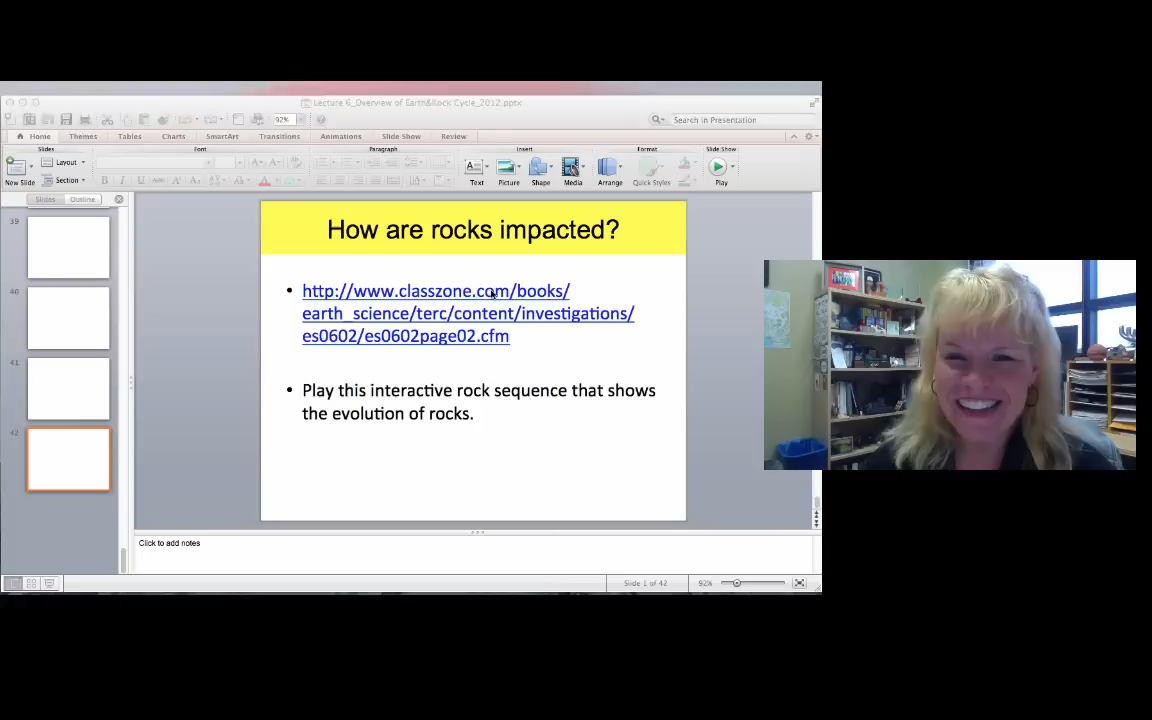 Lecture 6_Overview of Earth&Rock Cycle_2012.pptx
92%
Search in Presentation
Home Themes Tables Charts SmartArt Transitions Animations Slide Show Review
Slides Font Paragraph Insert Format Slide Show
New Slide Layout Section Text Picture Shape Media Arrange Quick Styles Play
Slides Outline
39
40
41
42
How are rocks impacted?
• http://www.classzone.com/books/
earth_science/terc/content/investigations/
es0602/es0602page02.cfm
• Play this interactive rock sequence that shows
the evolution of rocks.
Click to add notes
Slide 1 of 42 92%